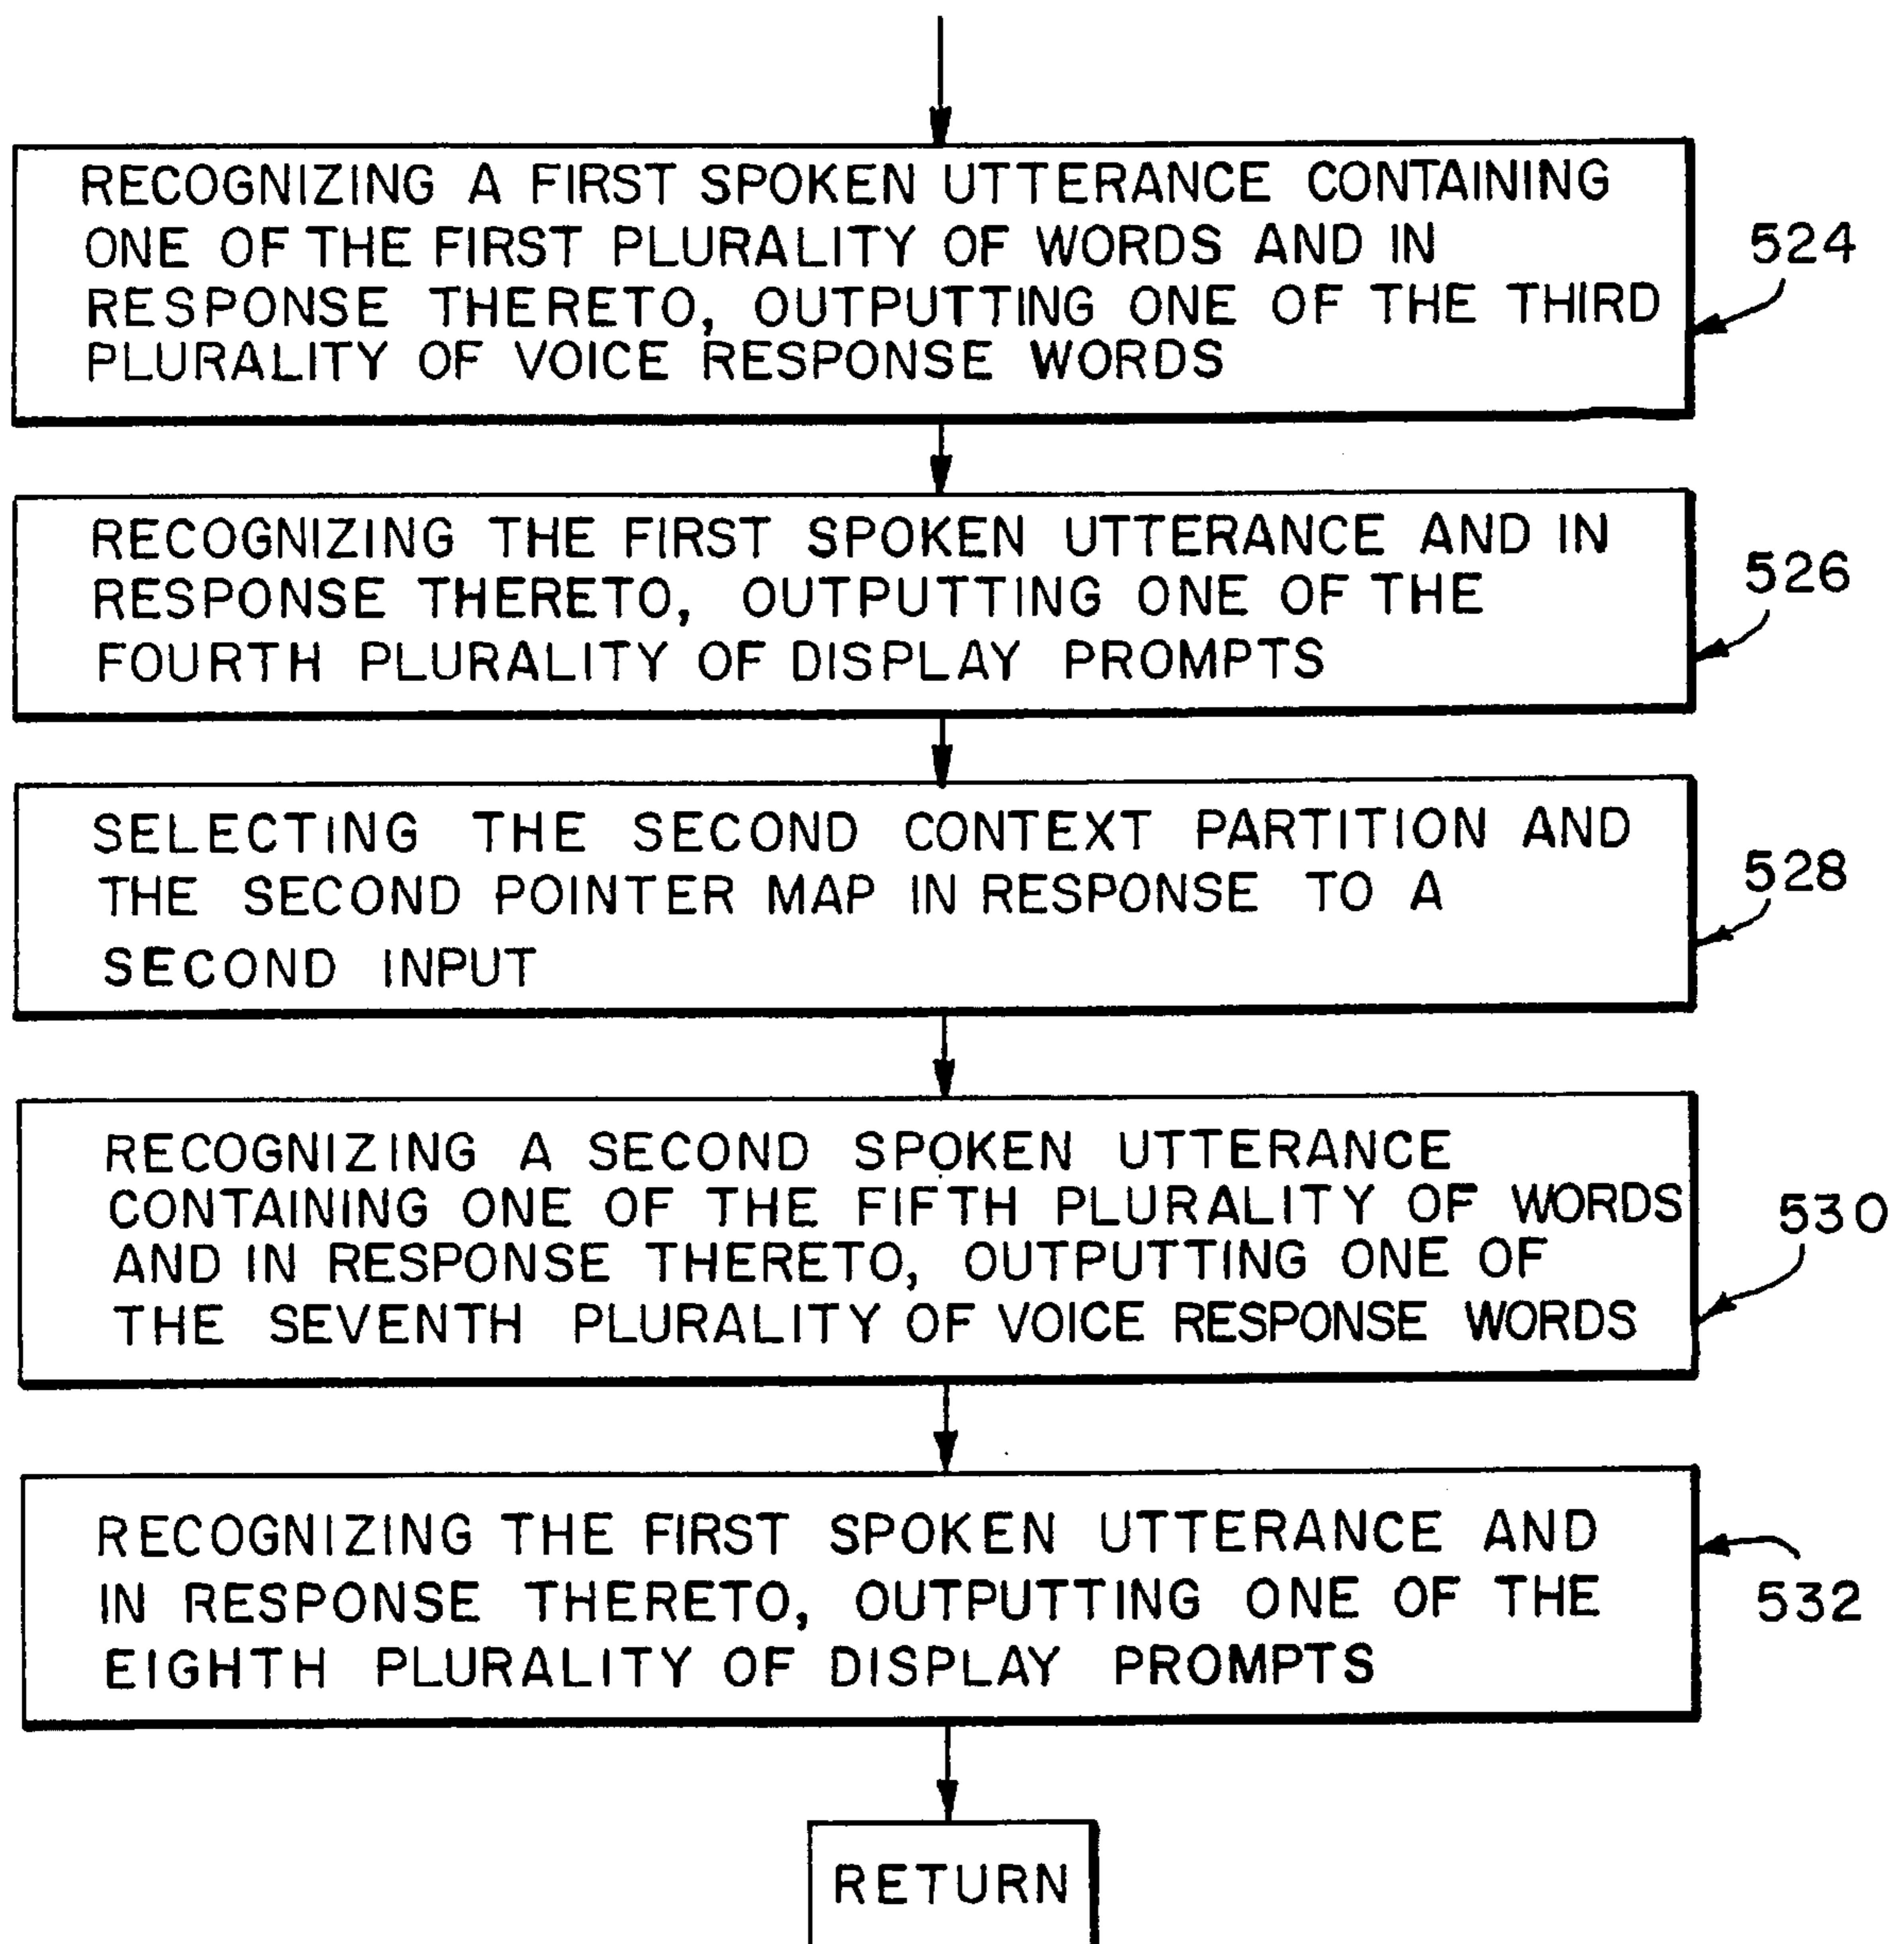 RECOGNIZING A FIRST SPOKEN UTTERANCE CONTAINING
ONE OF THE FIRST PLURALITY OF WORDS AND IN
RESPONSE THERETO, OUTPUTTING ONE OF THE THIRD
PLURALITY OF VOICE RESPONSE WORDS
524
RECOGNIZING THE FIRST SPOKEN UTTERANCE AND IN
RESPONSE THERETO, OUTPUTTING ONE OF THE
FOURTH PLURALITY OF DISPLAY PROMPTS
526
SELECTING THE SECOND CONTEXT PARTITION AND
THE SECOND POINTER MAP IN RESPONSE TO A
SECOND INPUT
528
RECOGNIZING A SECOND SPOKEN UTTERANCE
CONTAINING ONE OF THE FIFTH PLURALITY OF WORDS
AND IN RESPONSE THERETO, OUTPUTTING ONE OF
THE SEVENTH PLURALITY OF VOICE RESPONSE WORDS
530
RECOGNIZING THE FIRST SPOKEN UTTERANCE AND
IN RESPONSE THERETO, OUTPUTTING ONE OF THE
EIGHTH PLURALITY OF DISPLAY PROMPTS
532
RETURN